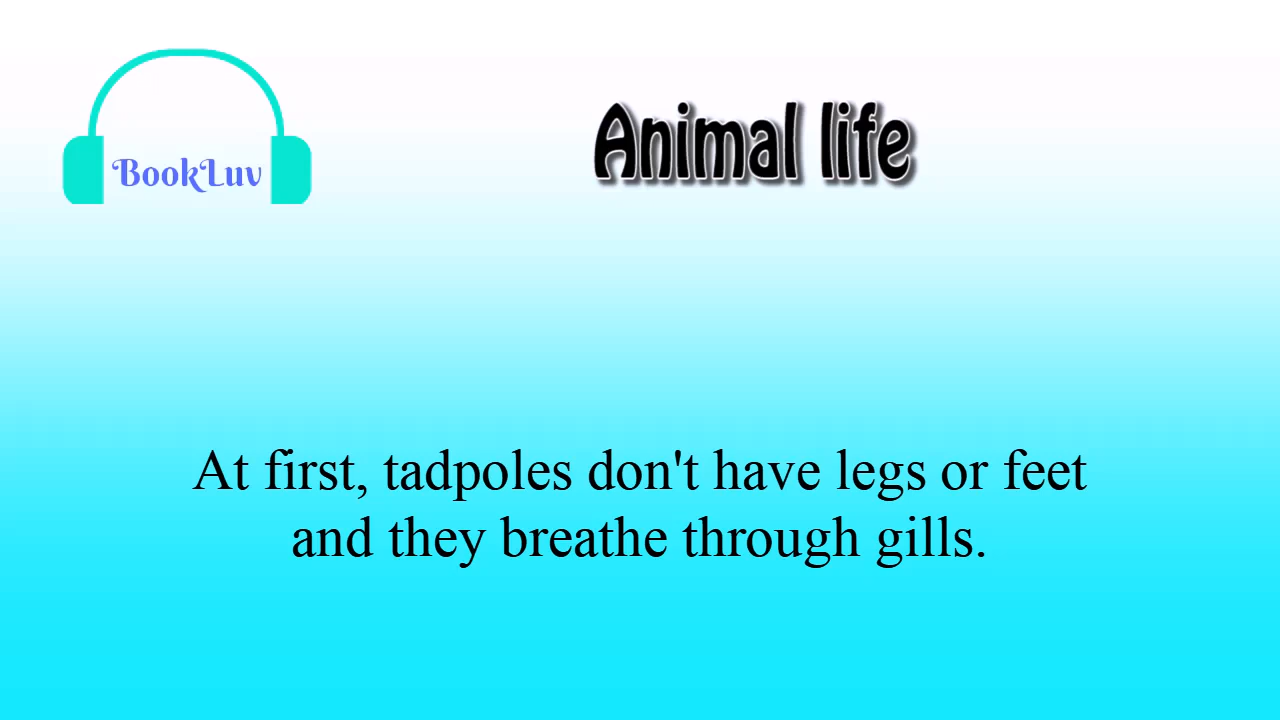 BookLuv
Animal life
At first, tadpoles don't have legs or feet
and they breathe through gills.